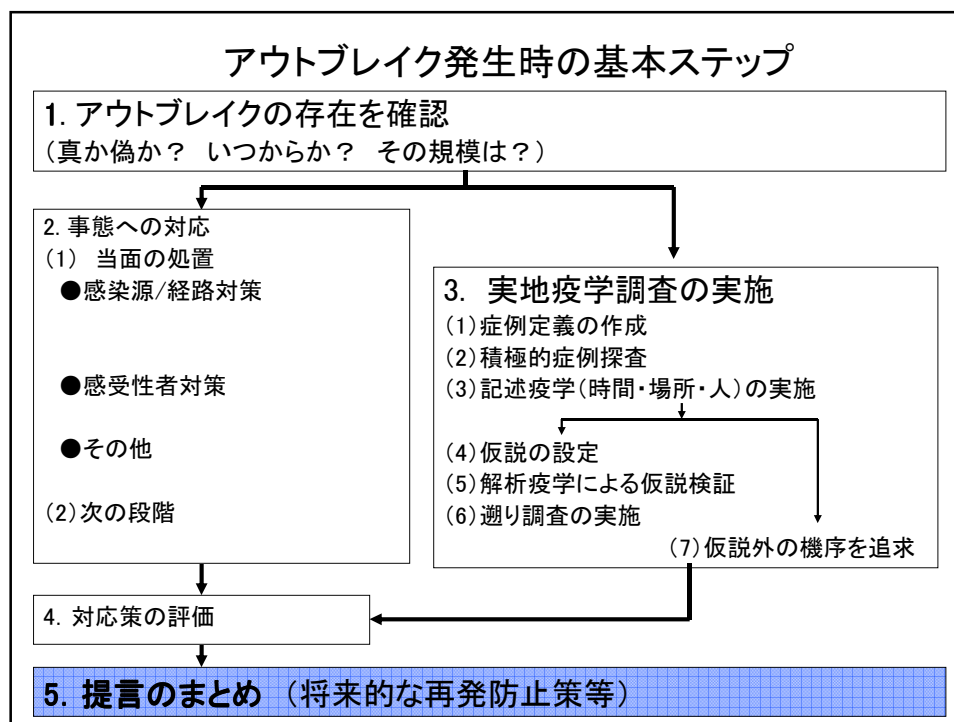 アウトブレイク発生時の基本ステップ
1. アウトブレイクの存在を確認
(真か偽か? いつからか? その規模は?)
2. 事態への対応
(1) 当面の処置
●感染源/経路対策
●感受性者対策
●その他
(2)次の段階
3. 実地疫学調査の実施
(1)症例定義の作成
(2)積極的症例探査
(3)記述疫学(時間・場所・人)の実施
(4)仮説の設定
(5)解析疫学による仮説検証
(6)遡り調査の実施
(7)仮説外の機序を追求
4. 対応策の評価
5. 提言のまとめ (将来的な再発防止策等)